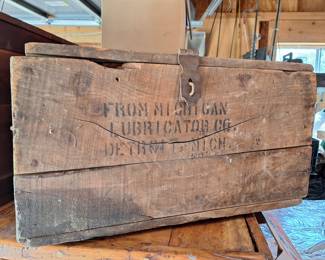 FROM MICHIGAN
LUBRICATOR CO.
DETROIT, MICH.